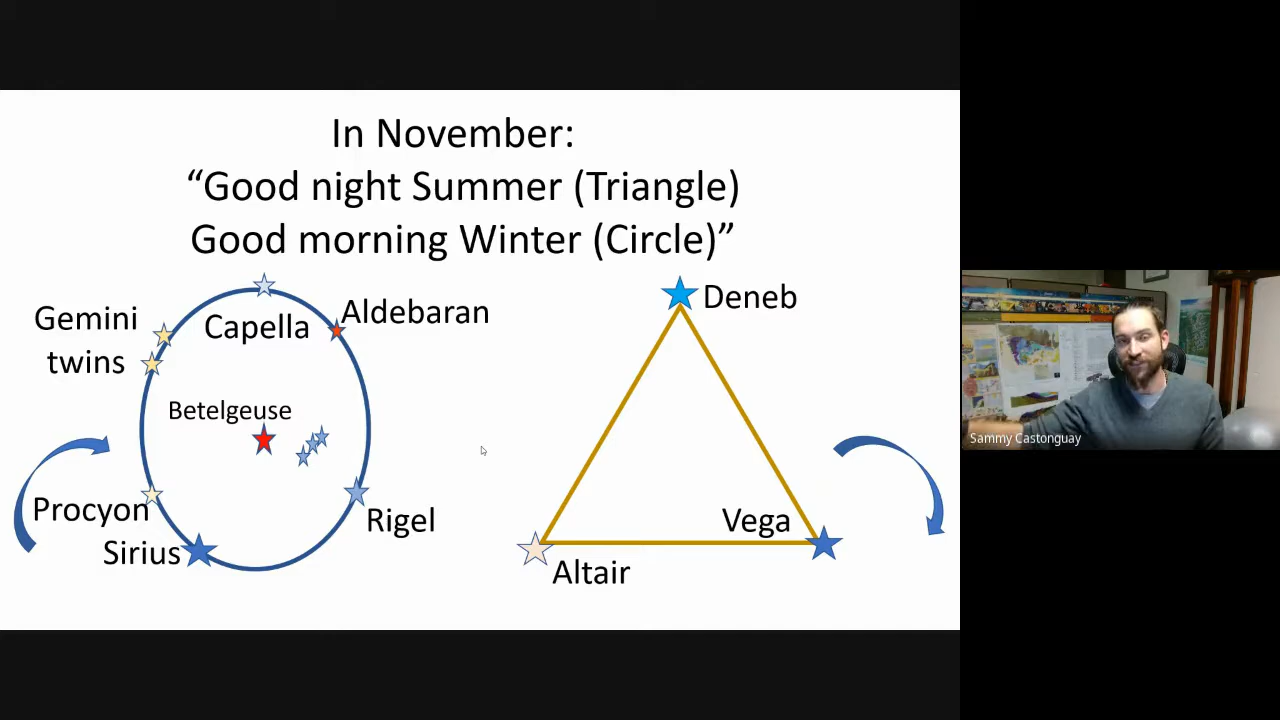 In November:
“Good night Summer (Triangle)
Good morning Winter (Circle)”
Gemini
twins
Capella
Aldebaran
Betelgeuse
Procyon
Sirius
Rigel
Deneb
Vega
Altair
Sammy Castonguay